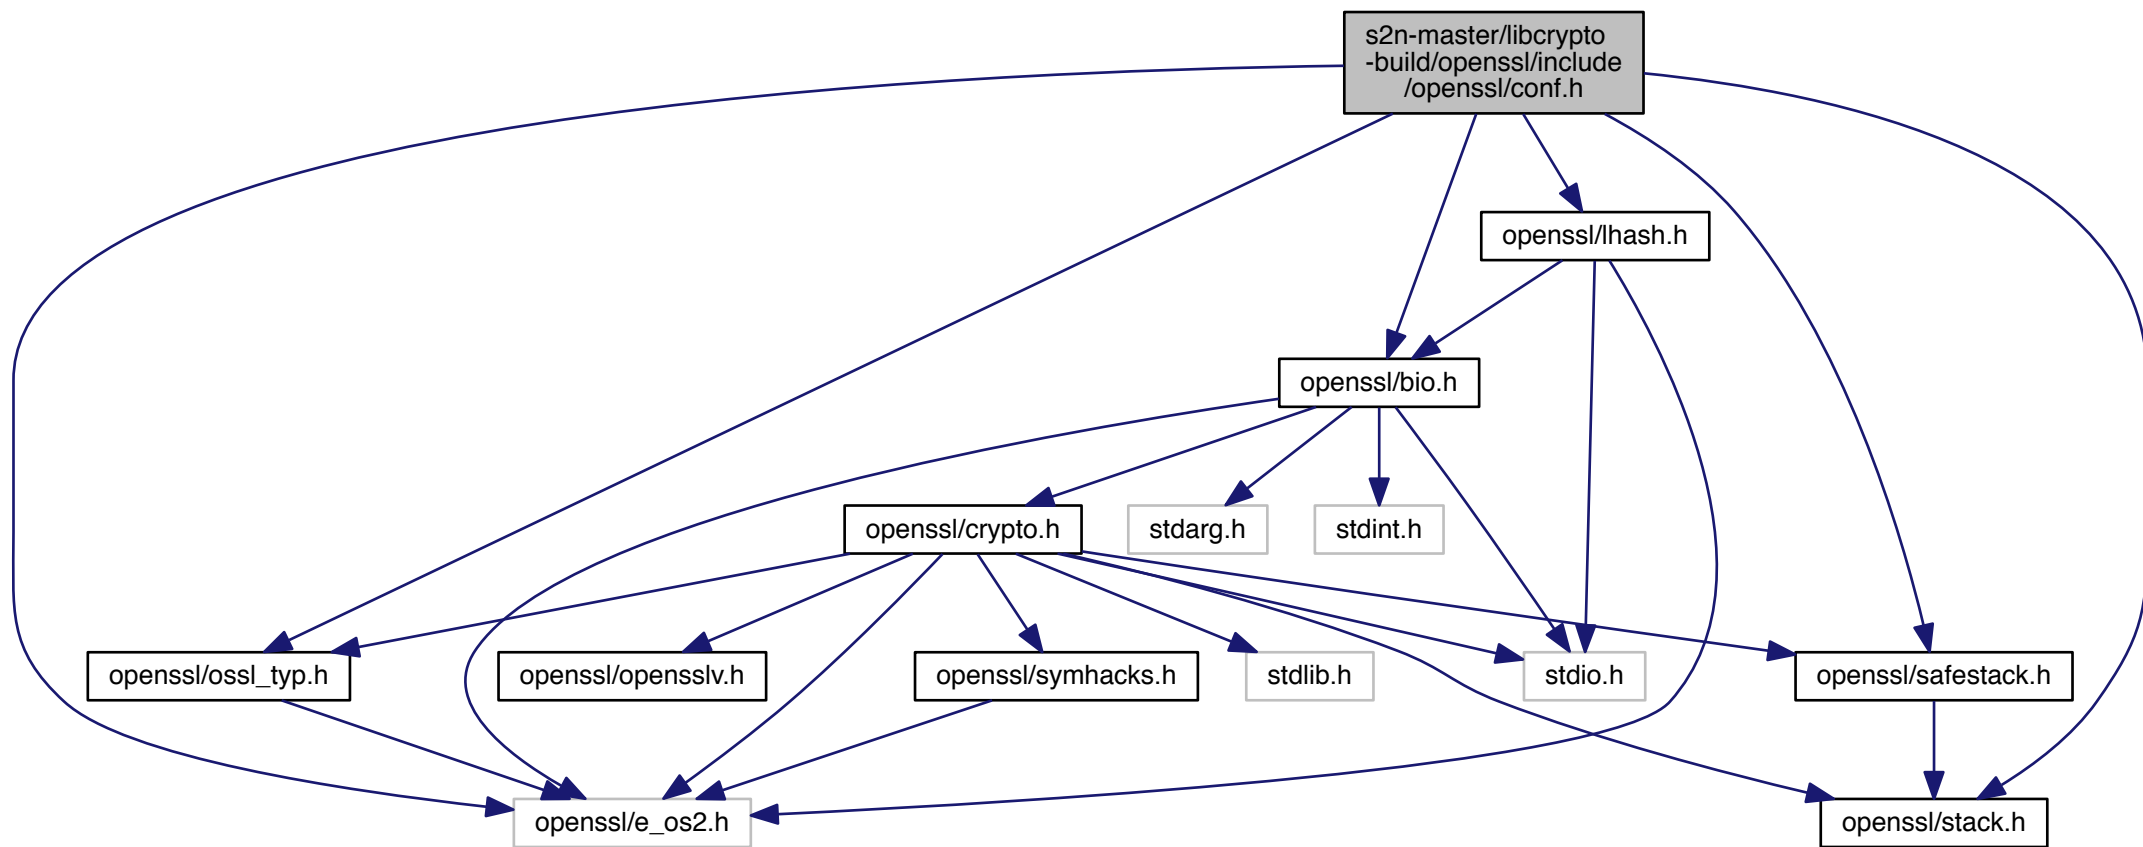 s2n-master/libcrypto
-build/openssl/include
/openssl/conf.h
openssl/lhash.h
openssl/bio.h
openssl/crypto.h
stdarg.h
stdint.h
openssl/ossl_typ.h
openssl/opensslv.h
openssl/symhacks.h
stdlib.h
stdio.h
openssl/safestack.h
openssl/e_os2.h
openssl/stack.h